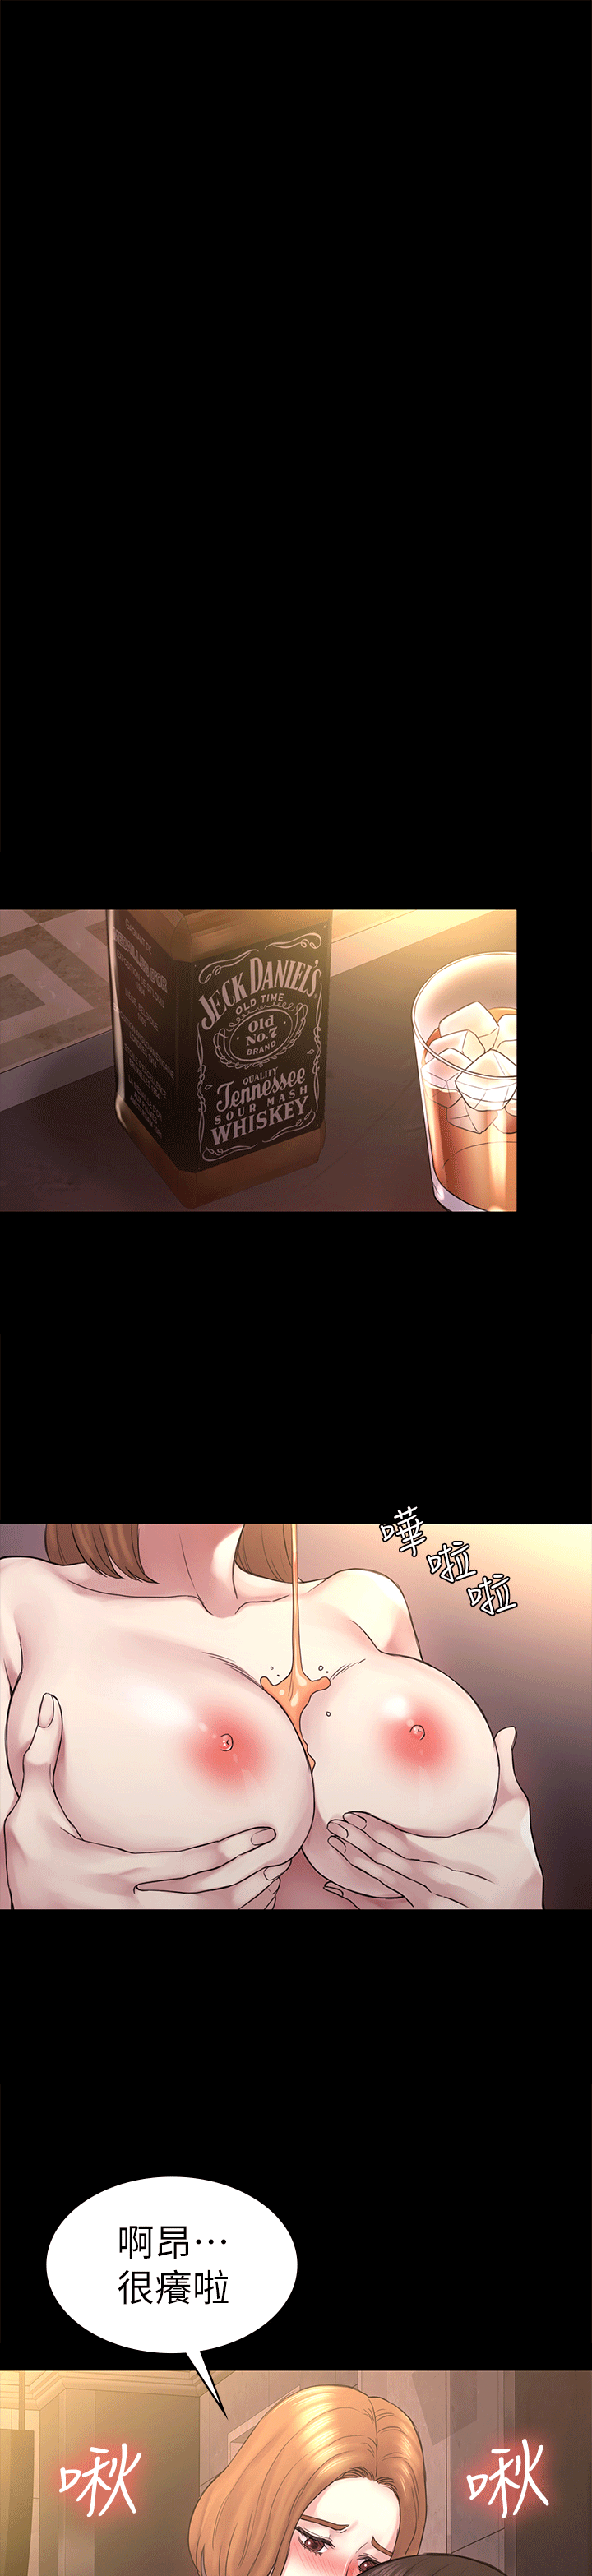 JECK DANIEL'S
OLD TIME
Old
No.7
BRAND
QUALITY
Tennessee
SOUR MASH
WHISKEY
嘩
啦
啦
啊昂…
很癢啦
啾
啾